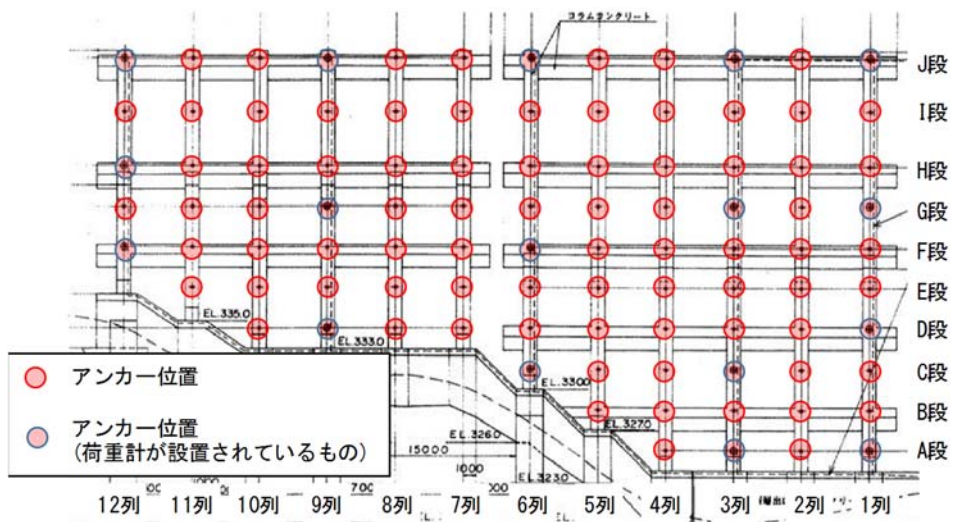 コラムコンクリート
J段
I段
H段
G段
F段
E段
D段
C段
B段
A段
EL.335.0
EL.333.0
EL.330.0
EL.327.0
EL.326.0
EL.323.0
15000
1000
アンカー位置
アンカー位置
(荷重計が設置されているもの)
12列 11列 10列 9列 8列 7列 6列 5列 4列 3列 2列 1列